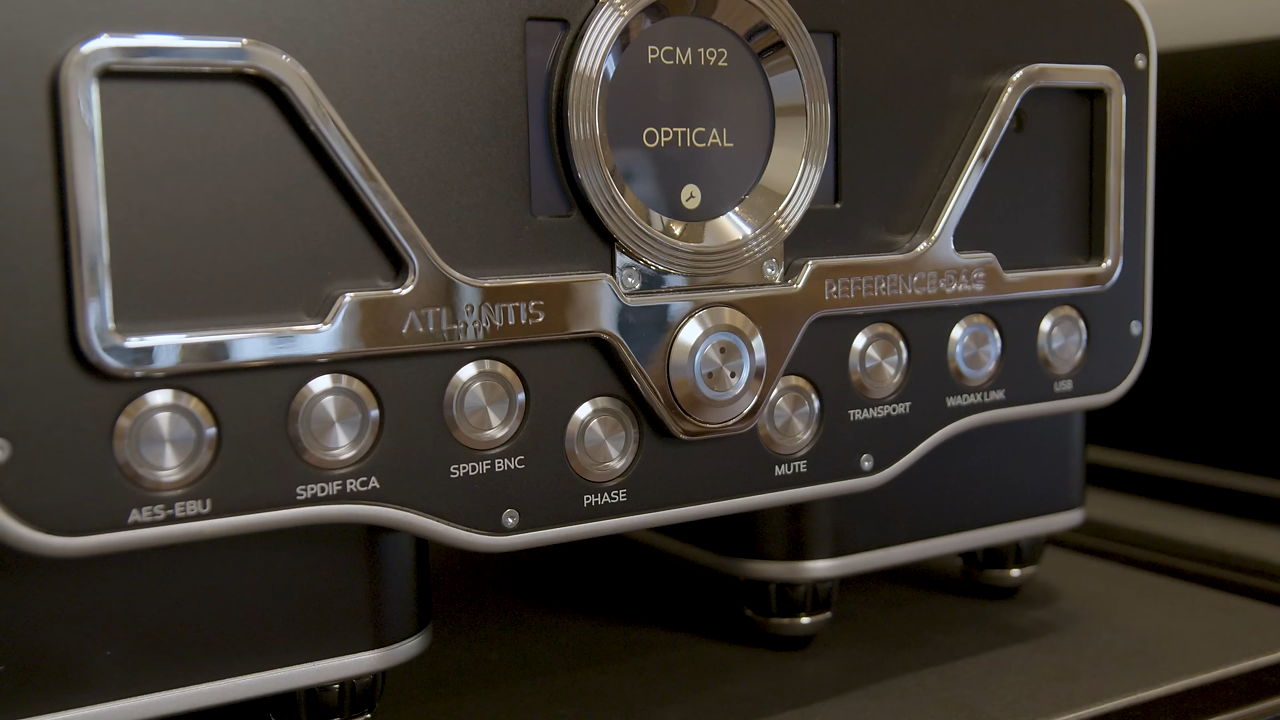 PCM 192
OPTICAL
ATLANTIS
REFERENCE-DAC
AES-EBU
SPDIF RCA
SPDIF BNC
PHASE
MUTE
TRANSPORT
WADAX LINK
USB